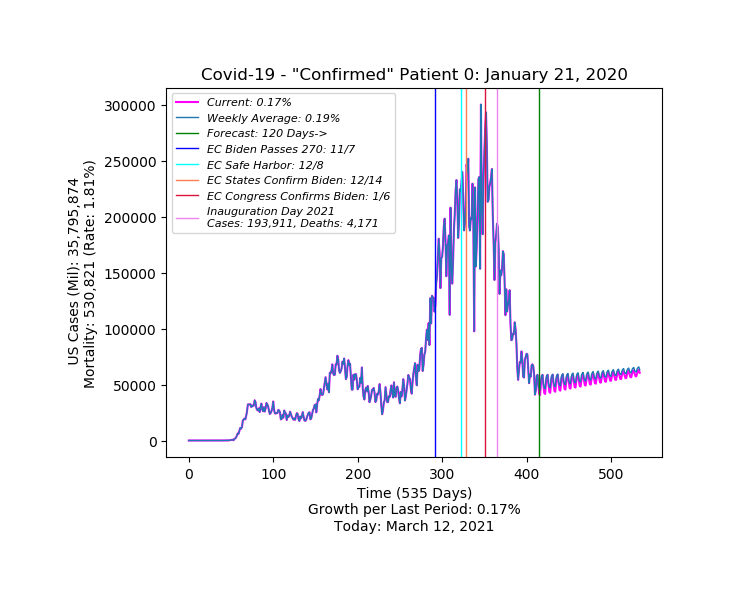 Covid-19 - "Confirmed" Patient 0: January 21, 2020
Current: 0.17%
Weekly Average: 0.19%
Forecast: 120 Days->
EC Biden Passes 270: 11/7
EC Safe Harbor: 12/8
EC States Confirm Biden: 12/14
EC Congress Confirms Biden: 1/6
Inauguration Day 2021
Cases: 193,911, Deaths: 4,171
US Cases (Mil): 35,795,874
Mortality: 530,821 (Rate: 1.81%)
300000
250000
200000
150000
100000
50000
0
0 100 200 300 400 500
Time (535 Days)
Growth per Last Period: 0.17%
Today: March 12, 2021